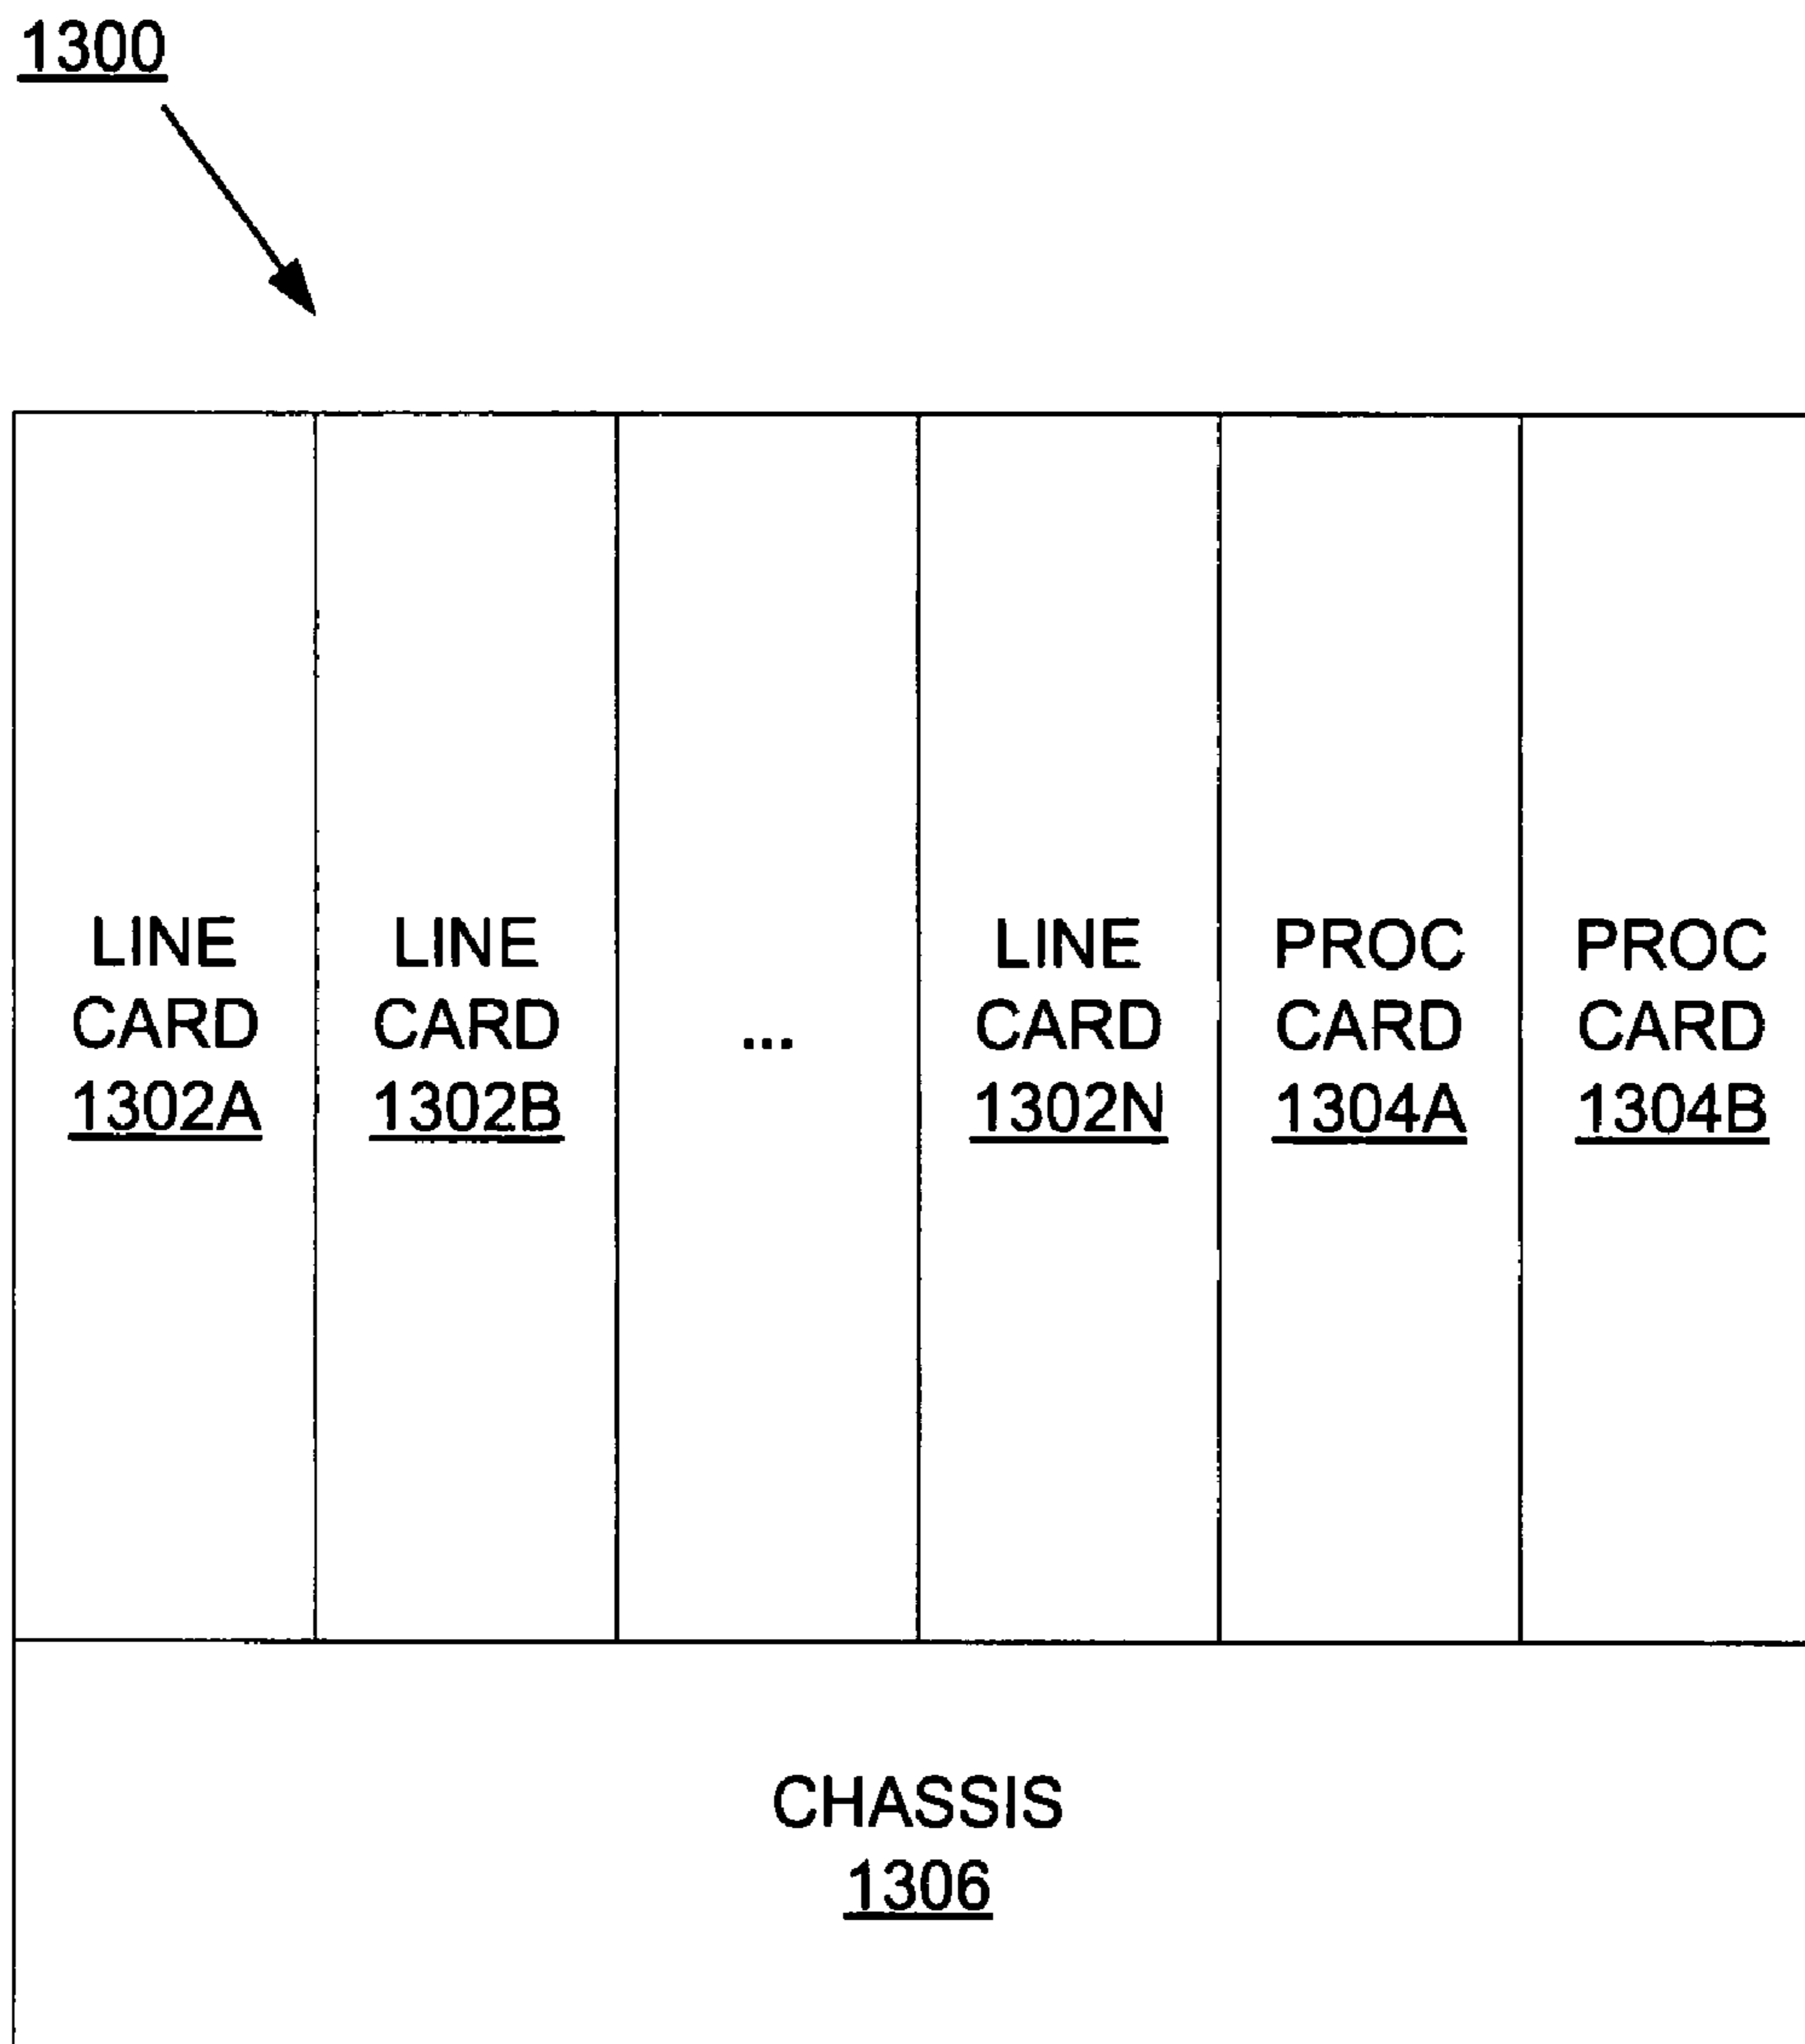 1300
LINE
CARD
1302A
LINE
CARD
1302B
...
LINE
CARD
1302N
PROC
CARD
1304A
PROC
CARD
1304B
CHASSIS
1306